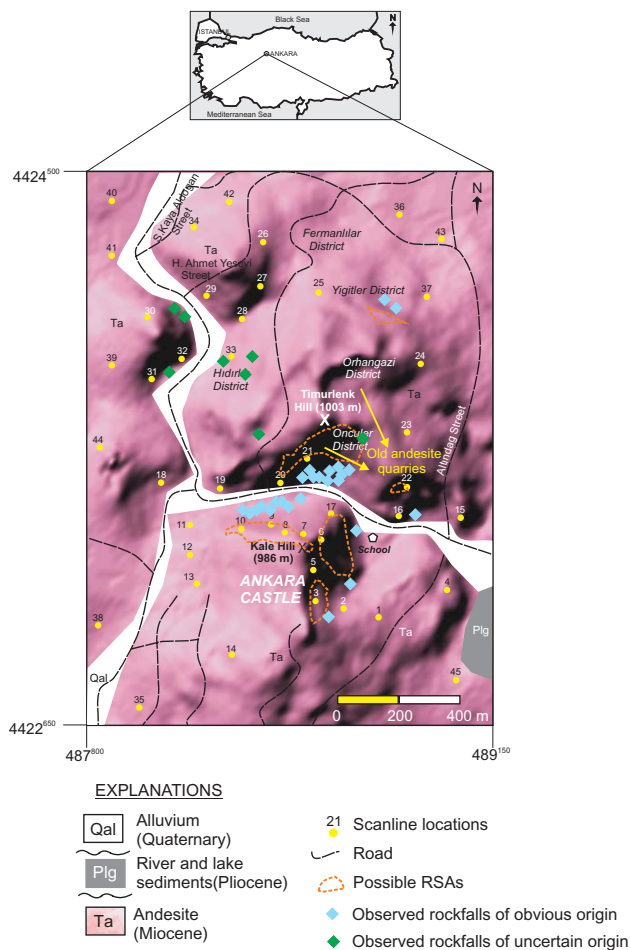 Black Sea
N
ISTANBUL
ANKARA
Mediterranean Sea
4424⁵⁰⁰
40
42
S.Kaya Aldogan
Street
34
36
N
Fermanlılar
District
43
26
41
Ta
H. Ahmet Yesevi
Street
27
25
Yigitler District
29
37
30
28
Ta
33
32
Orhangazi
District
24
39
31
Hıdırlı
District
Ta
Timurlenk
Hill (1003 m)
X
23
Oncular
District
Old andesite
quarries
Altındag Street
44
21
18
19
20
22
17
16
15
11
10
9
8
7
6
School
Kale Hili
(986 m)
X
12
5
13
ANKARA
CASTLE
4
3
2
1
38
Ta
Plg
14
Ta
45
Qal
35
0
200
400 m
4422⁶⁵⁰
487⁸⁰⁰
489¹⁵⁰
EXPLANATIONS
Qal
Alluvium
(Quaternary)
Plg
River and lake
sediments(Pliocene)
Ta
Andesite
(Miocene)
21
Scanline locations
Road
Possible RSAs
Observed rockfalls of obvious origin
Observed rockfalls of uncertain origin